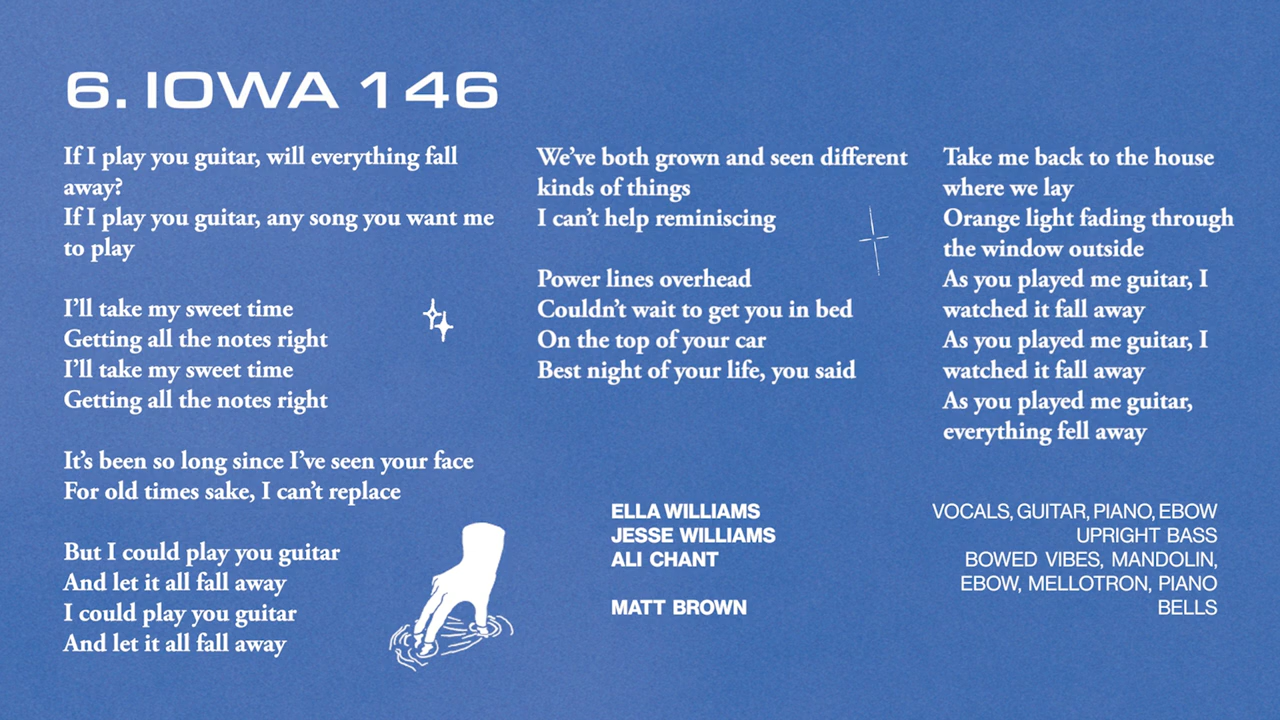 6. IOWA 146
If I play you guitar, will everything fall
away?
If I play you guitar, any song you want me
to play
I'll take my sweet time
Getting all the notes right
I'll take my sweet time
Getting all the notes right
It's been so long since I've seen your face
For old times sake, I can't replace
But I could play you guitar
And let it all fall away
I could play you guitar
And let it all fall away
We've both grown and seen different
kinds of things
I can't help reminiscing
Power lines overhead
Couldn't wait to get you in bed
On the top of your car
Best night of your life, you said
Take me back to the house
where we lay
Orange light fading through
the window outside
As you played me guitar, I
watched it fall away
As you played me guitar, I
watched it fall away
As you played me guitar,
everything fell away
ELLA WILLIAMS
JESSE WILLIAMS
ALI CHANT
MATT BROWN
VOCALS, GUITAR, PIANO, EBOW
UPRIGHT BASS
BOWED VIBES, MANDOLIN,
EBOW, MELLOTRON, PIANO
BELLS